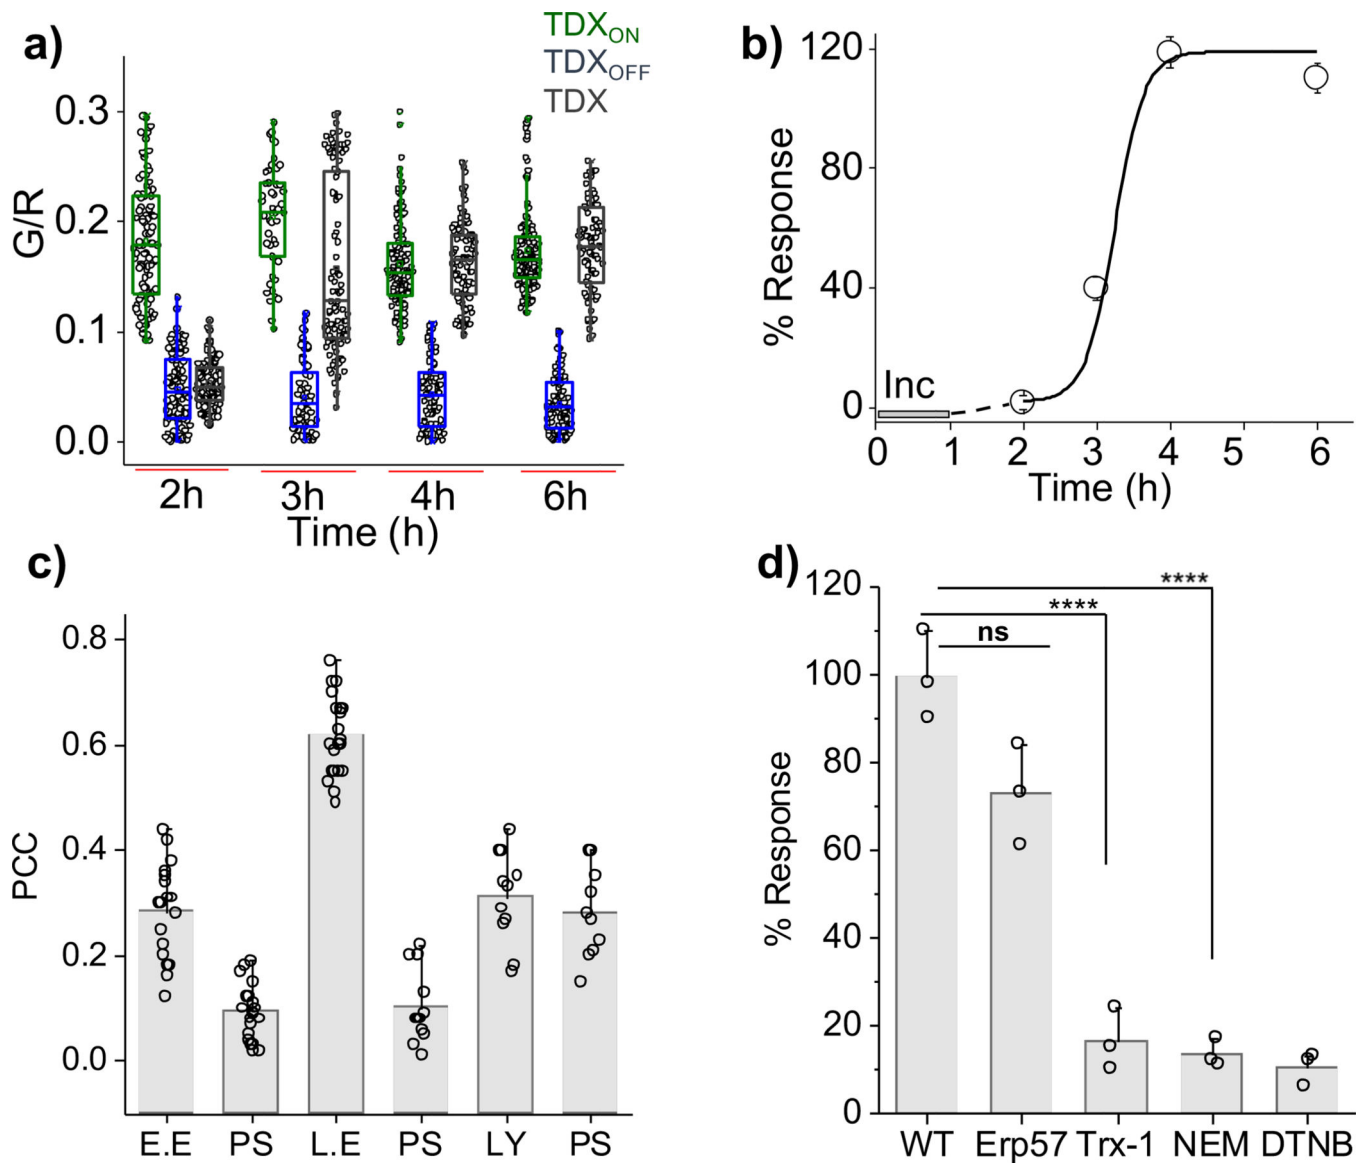 a)
TDXON
TDXOFF
TDX
G/R
0.3
0.2
0.1
0.0
2h 3h 4h 6h
Time (h)
b)
% Response
120
80
40
0
Inc
0 1 2 3 4 5 6
Time (h)
c)
PCC
0.8
0.6
0.4
0.2
0.0
E.E PS L.E PS LY PS
d)
% Response
120
100
80
60
40
20
0
****
****
ns
WT Erp57 Trx-1 NEM DTNB